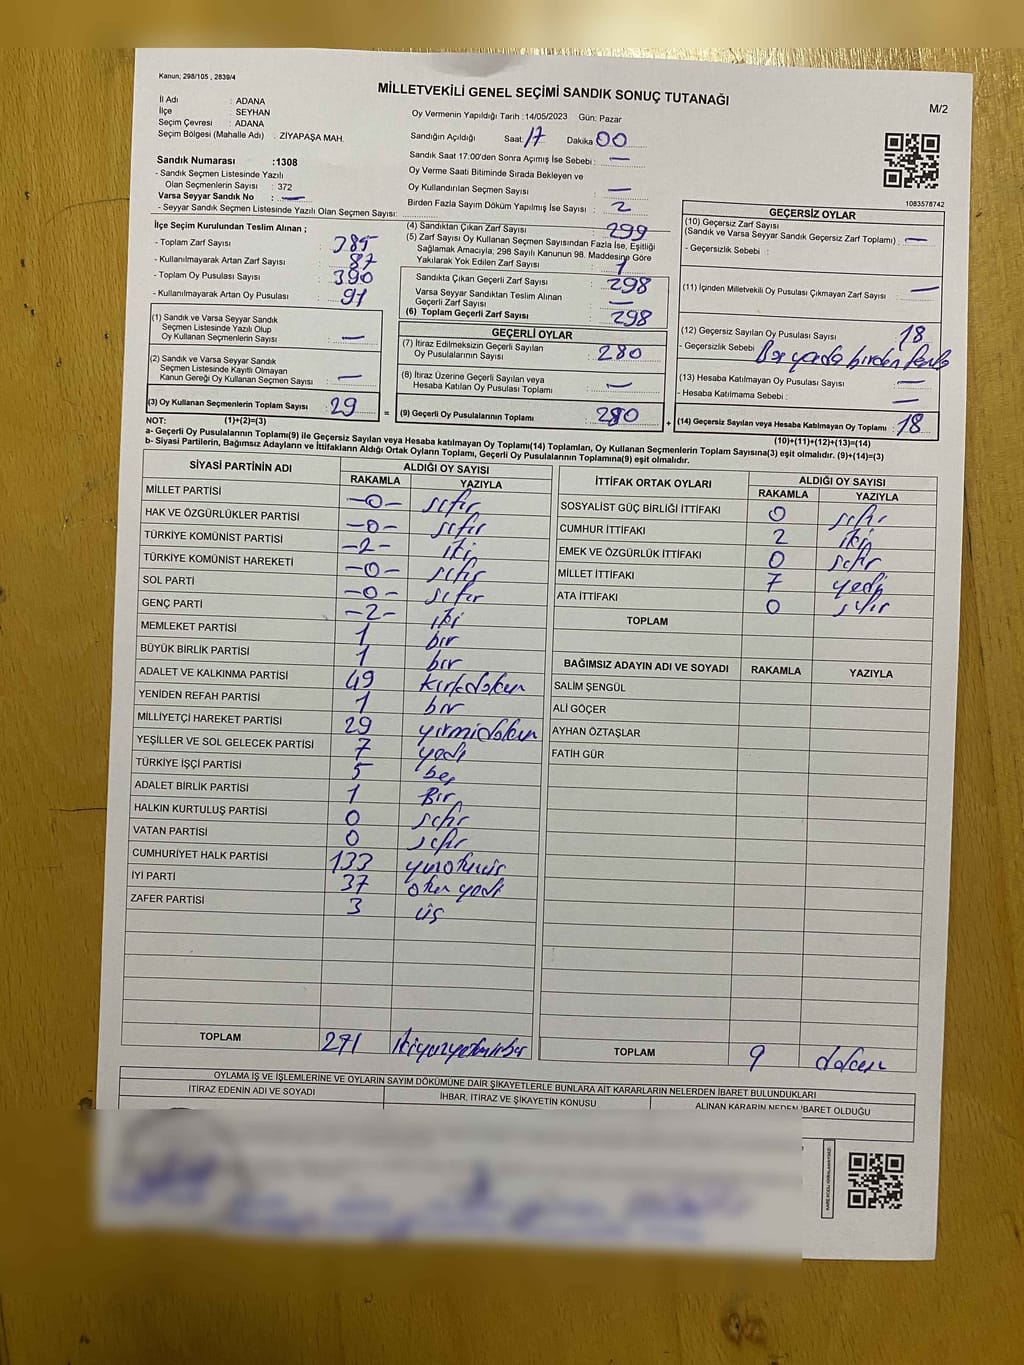 Kanun; 298/105 , 2839/4
MİLLETVEKİLİ GENEL SEÇİMİ SANDIK SONUÇ TUTANAĞI
M/2
İl Adı : ADANA
İlçe : SEYHAN
Seçim Çevresi : ADANA
Seçim Bölgesi (Mahalle Adı) : ZİYAPAŞA MAH.
Oy Vermenin Yapıldığı Tarih :14/05/2023 Gün: Pazar
Sandığın Açıldığı Saat: 17 Dakika 00
Sandık Saat 17:00'den Sonra Açımış İse Sebebi : —
Oy Verme Saati Bitiminde Sırada Bekleyen ve
Oy Kullandırılan Seçmen Sayısı : —
Birden Fazla Sayım Döküm Yapılmış İse Sayısı : 2
1083578742
Sandık Numarası :1308
- Sandık Seçmen Listesinde Yazılı
Olan Seçmenlerin Sayısı : 372
Varsa Seyyar Sandık No : —
- Seyyar Sandık Seçmen Listesinde Yazılı Olan Seçmen Sayısı:
İlçe Seçim Kurulundan Teslim Alınan ;
- Toplam Zarf Sayısı : 385
- Kullanılmayarak Artan Zarf Sayısı : 87
- Toplam Oy Pusulası Sayısı : 390
- Kullanılmayarak Artan Oy Pusulası : 91
(1) Sandık ve Varsa Seyyar Sandık
Seçmen Listesinde Yazılı Olup
Oy Kullanan Seçmenlerin Sayısı : —
(2) Sandık ve Varsa Seyyar Sandık
Seçmen Listesinde Kayıtlı Olmayan
Kanun Gereği Oy Kullanan Seçmen Sayısı : —
(3) Oy Kullanan Seçmenlerin Toplam Sayısı : 29 =
(4) Sandıktan Çıkan Zarf Sayısı : 299
(5) Zarf Sayısı Oy Kullanan Seçmen Sayısından Fazla İse, Eşitliği
Sağlamak Amacıyla; 298 Sayılı Kanunun 98. Maddesine Göre
Yakılarak Yok Edilen Zarf Sayısı : 1
Sandıkta Çıkan Geçerli Zarf Sayısı : 298
Varsa Seyyar Sandıktan Teslim Alınan
Geçerli Zarf Sayısı : —
(6) Toplam Geçerli Zarf Sayısı : 298
GEÇERLİ OYLAR
(7) İtiraz Edilmeksizin Geçerli Sayılan
Oy Pusulalarının Sayısı : 280
(8) İtiraz Üzerine Geçerli Sayılan veya
Hesaba Katılan Oy Pusulası Toplamı : —
(9) Geçerli Oy Pusulalarının Toplamı : 280 +
GEÇERSİZ OYLAR
(10) Geçersiz Zarf Sayısı
(Sandık ve Varsa Seyyar Sandık Geçersiz Zarf Toplamı) : —
- Geçersizlik Sebebi :
(11) İçinden Milletvekili Oy Pusulası Çıkmayan Zarf Sayısı : —
(12) Geçersiz Sayılan Oy Pusulası Sayısı : 18
- Geçersizlik Sebebi : Boş yada birden fazla
(13) Hesaba Katılmayan Oy Pusulası Sayısı : —
- Hesaba Katılmama Sebebi : —
(14) Geçersiz Sayılan veya Hesaba Katılmayan Oy Toplamı : 18
NOT: (1)+(2)=(3)
(10)+(11)+(12)+(13)=(14)
a- Geçerli Oy Pusulalarının Toplamı(9) ile Geçersiz Sayılan veya Hesaba katılmayan Oy Toplamı(14) Toplamları, Oy Kullanan Seçmenlerin Toplam Sayısına(3) eşit olmalıdır. (9)+(14)=(3)
b- Siyasi Partilerin, Bağımsız Adayların ve İttifakların Aldığı Ortak Oyların Toplamı, Geçerli Oy Pusulalarının Toplamına(9) eşit olmalıdır.
SİYASİ PARTİNİN ADI ALDIĞI OY SAYISI
RAKAMLA YAZIYLA
MİLLET PARTİSİ -0- sıfır
HAK VE ÖZGÜRLÜKLER PARTİSİ -0- sıfır
TÜRKİYE KOMÜNİST PARTİSİ -2- iki
TÜRKİYE KOMÜNİST HAREKETİ -0- sıfır
SOL PARTİ -0- sıfır
GENÇ PARTİ -2- iki
MEMLEKET PARTİSİ 1 bir
BÜYÜK BİRLİK PARTİSİ 1 bir
ADALET VE KALKINMA PARTİSİ 49 kırkdokuz
YENİDEN REFAH PARTİSİ 1 bir
MİLLİYETÇİ HAREKET PARTİSİ 29 yirmidokuz
YEŞİLLER VE SOL GELECEK PARTİSİ 7 yedi
TÜRKİYE İŞÇİ PARTİSİ 5 beş
ADALET BİRLİK PARTİSİ 1 Bir
HALKIN KURTULUŞ PARTİSİ 0 sıfır
VATAN PARTİSİ 0 sıfır
CUMHURİYET HALK PARTİSİ 133 yüzotuzüç
İYİ PARTİ 37 otuz yedi
ZAFER PARTİSİ 3 üç
TOPLAM 271 ikiyüzyetmişbir
İTTİFAK ORTAK OYLARI ALDIĞI OY SAYISI
RAKAMLA YAZIYLA
SOSYALİST GÜÇ BİRLİĞİ İTTİFAKI 0 sıfır
CUMHUR İTTİFAKI 2 iki
EMEK VE ÖZGÜRLÜK İTTİFAKI 0 sıfır
MİLLET İTTİFAKI 7 yedi
ATA İTTİFAKI 0 sıfır
TOPLAM
BAĞIMSIZ ADAYIN ADI VE SOYADI RAKAMLA YAZIYLA
SALİM ŞENGÜL
ALİ GÖÇER
AYHAN ÖZTAŞLAR
FATİH GÜR
TOPLAM 9 dokuz
OYLAMA İŞ VE İŞLEMLERİNE VE OYLARIN SAYIM DÖKÜMÜNE DAİR ŞİKAYETLERLE BUNLARA AİT KARARLARIN NELERDEN İBARET BULUNDUKLARI
İTİRAZ EDENİN ADI VE SOYADI İHBAR, İTİRAZ VE ŞİKAYETİN KONUSU ALINAN KARARIN NEDEN İBARET OLDUĞU